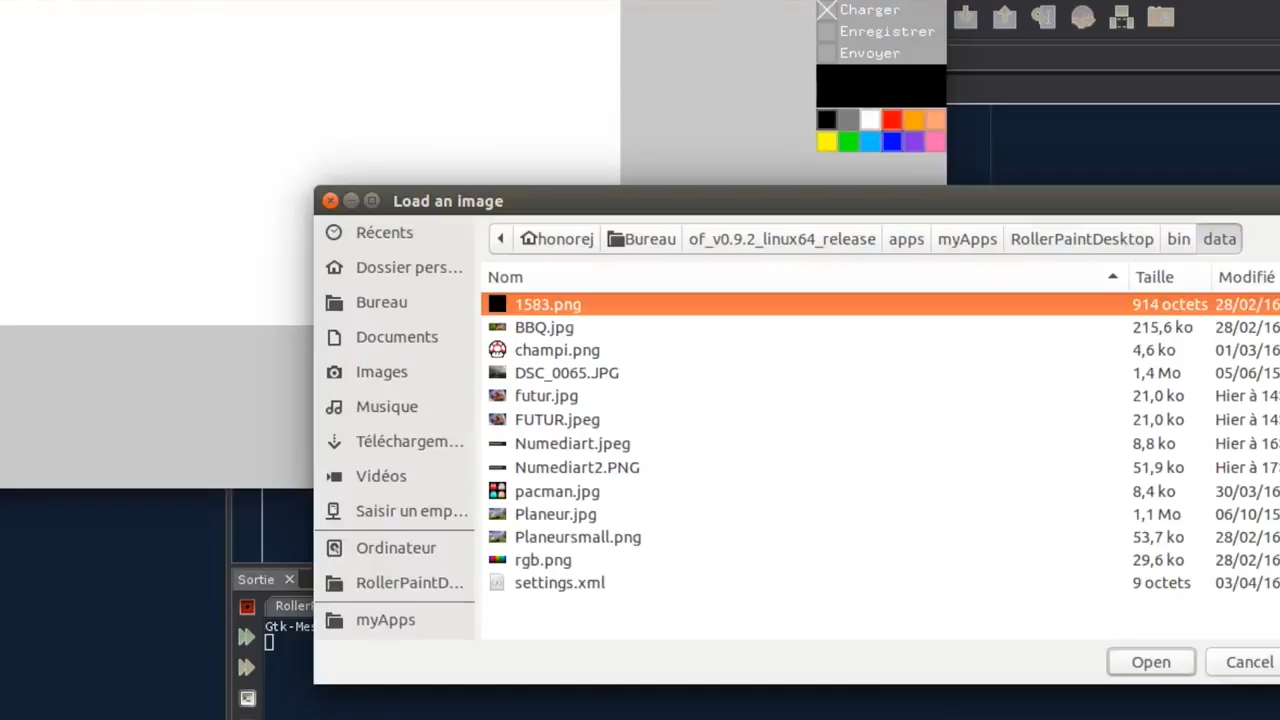 Charger
Enregistrer
Envoyer
Load an image
Récents
Dossier pers...
Bureau
Documents
Images
Musique
Téléchargem...
Vidéos
Saisir un emp...
Ordinateur
RollerPaintD...
myApps
honorej Bureau of_v0.9.2_linux64_release apps myApps RollerPaintDesktop bin data
Nom Taille Modifié
1583.png 914 octets 28/02/16
BBQ.jpg 215,6 ko 28/02/16
champi.png 4,6 ko 01/03/16
DSC_0065.JPG 1,4 Mo 05/06/15
futur.jpg 21,0 ko Hier à 14
FUTUR.jpeg 21,0 ko Hier à 14
Numediart.jpeg 8,8 ko Hier à 16
Numediart2.PNG 51,9 ko Hier à 17
pacman.jpg 8,4 ko 30/03/16
Planeur.jpg 1,1 Mo 06/10/15
Planeursmall.png 53,7 ko 28/02/16
rgb.png 29,6 ko 28/02/16
settings.xml 9 octets 03/04/16
Open Cancel
Sortie
Roller
Gtk-Mes